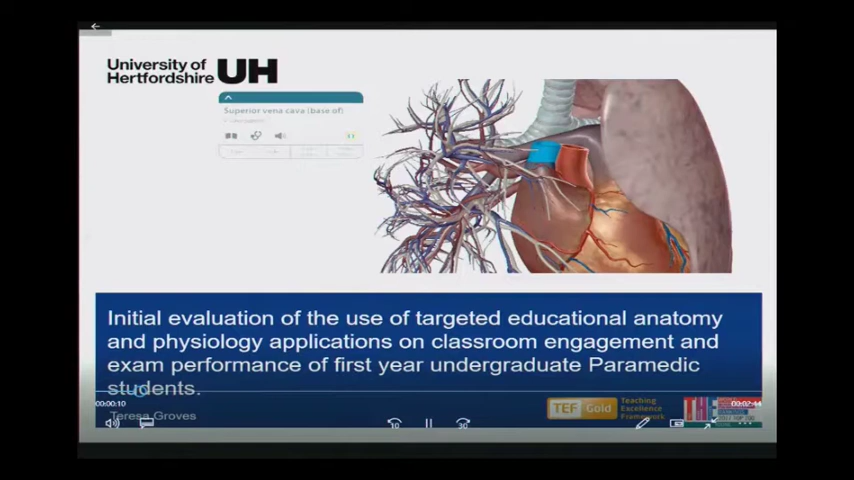 University of
Hertfordshire UH
Superior vena cava (base of)
Initial evaluation of the use of targeted educational anatomy
and physiology applications on classroom engagement and
exam performance of first year undergraduate Paramedic
students.
00:00:10
00:02:44
Teresa Groves
TEF Gold
Teaching
Excellence
Framework
10
30